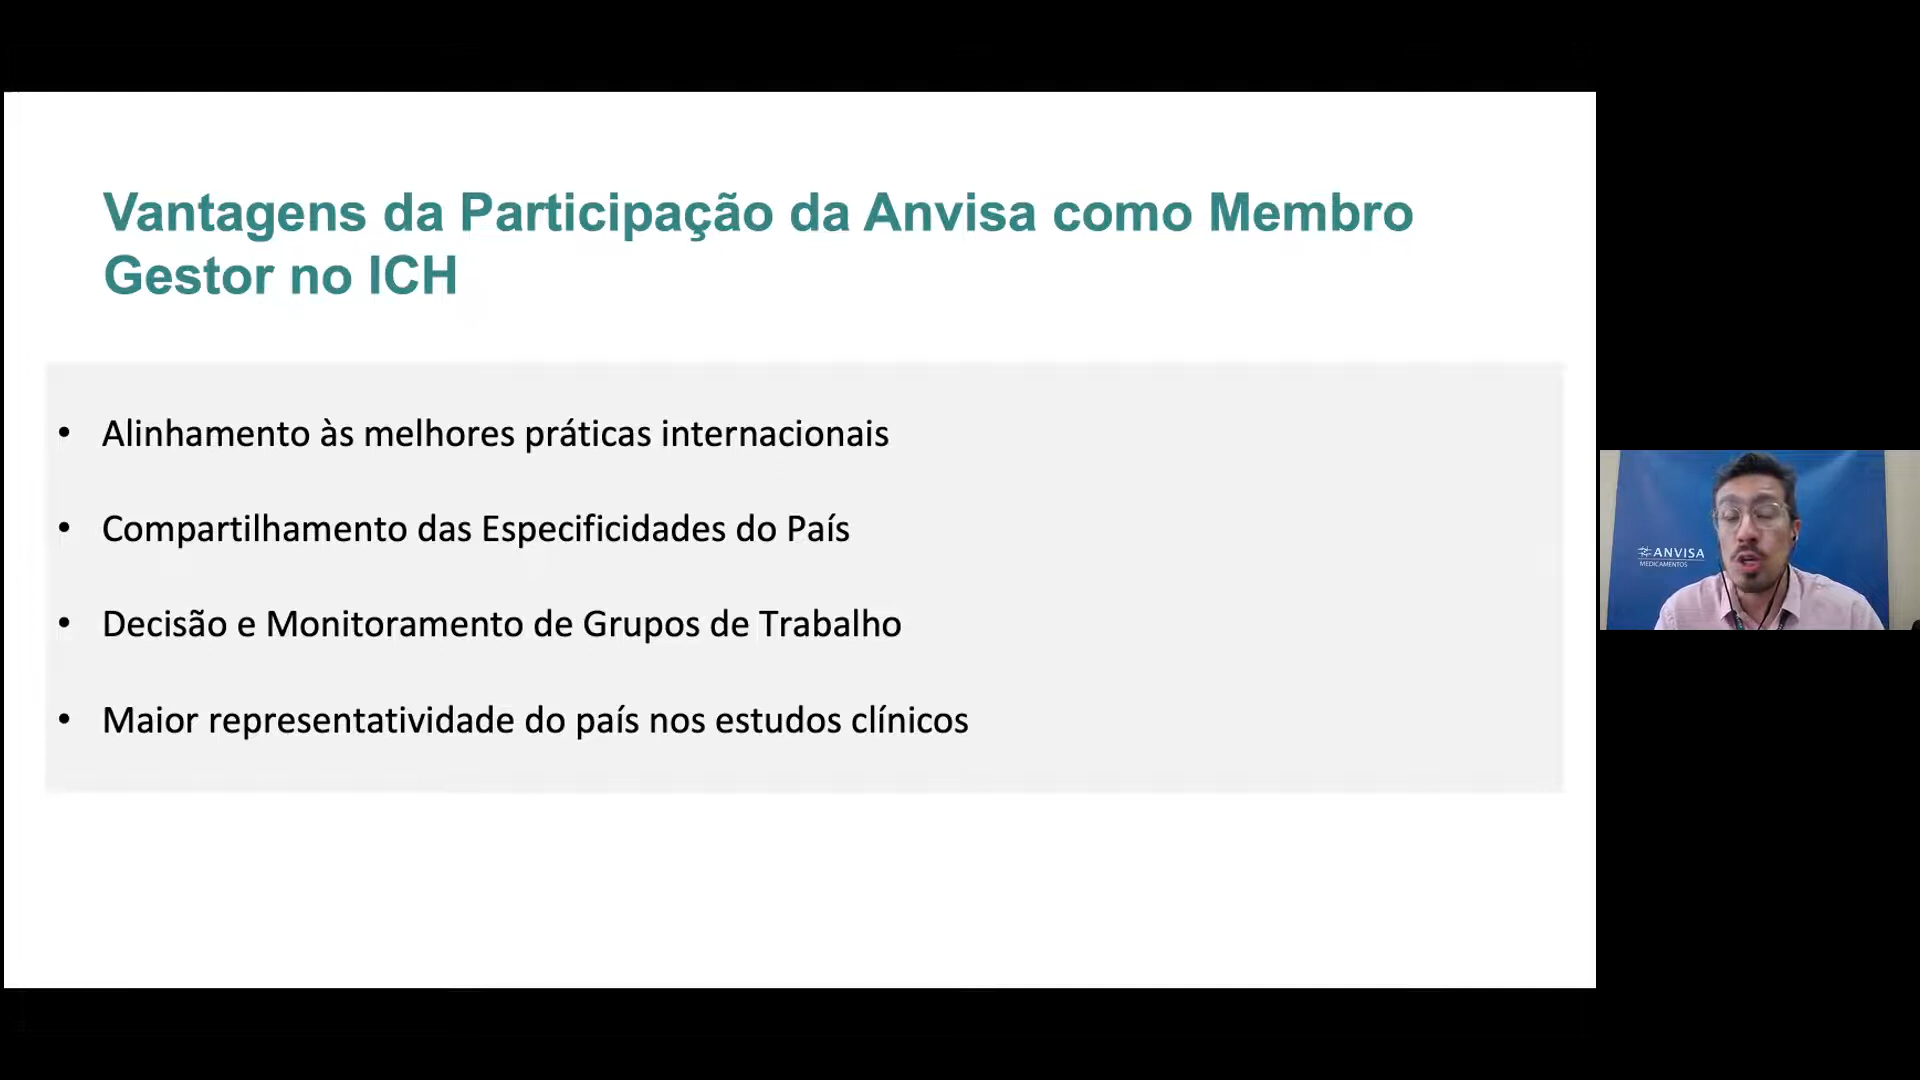 Vantagens da Participação da Anvisa como Membro
Gestor no ICH
• Alinhamento às melhores práticas internacionais
• Compartilhamento das Especificidades do País
• Decisão e Monitoramento de Grupos de Trabalho
• Maior representatividade do país nos estudos clínicos
ANVISA
MEDICAMENTOS